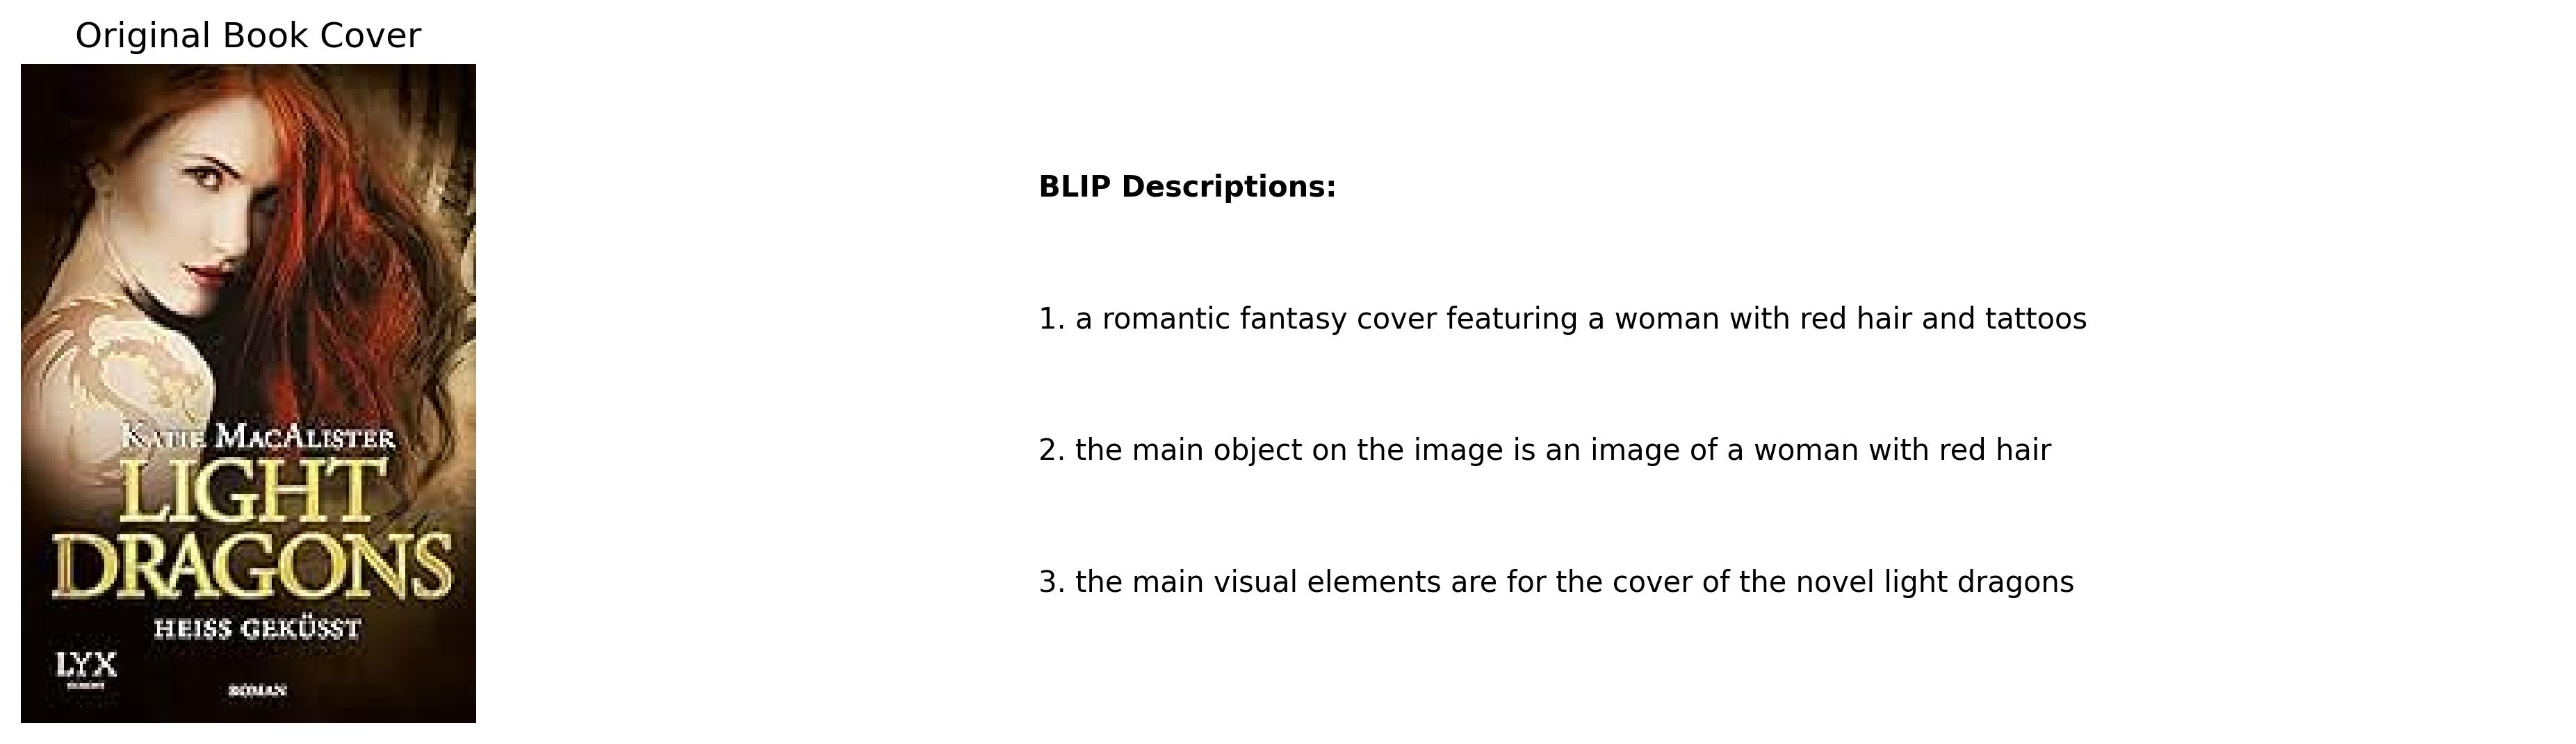 Original Book Cover
KATIE MACALISTER
LIGHT
DRAGONS
HEISS GEKÜSST
LYX
ROMAN
BLIP Descriptions:
1. a romantic fantasy cover featuring a woman with red hair and tattoos
2. the main object on the image is an image of a woman with red hair
3. the main visual elements are for the cover of the novel light dragons